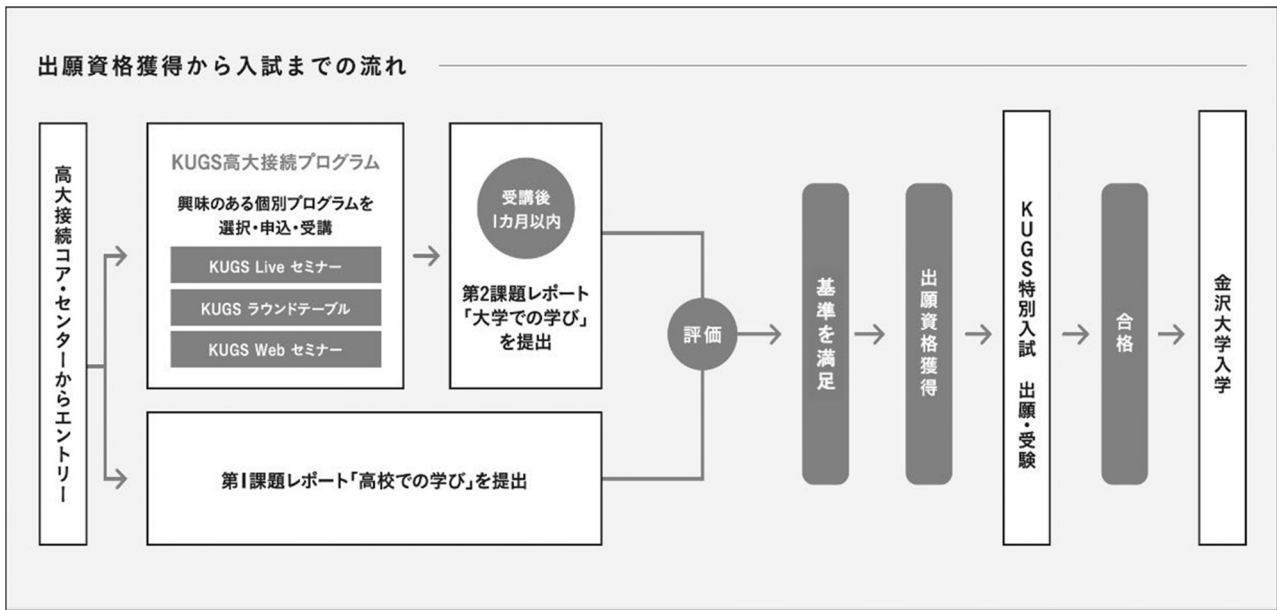 出願資格獲得から入試までの流れ
高大接続コア・センターからエントリー
KUGS高大接続プログラム
興味のある個別プログラムを
選択・申込・受講
KUGS Live セミナー
KUGS ラウンドテーブル
KUGS Web セミナー
受講後
1カ月以内
第2課題レポート
「大学での学び」
を提出
第1課題レポート「高校での学び」を提出
評価
基準を満足
出願資格獲得
KUGS特別入試 出願・受験
合格
金沢大学入学